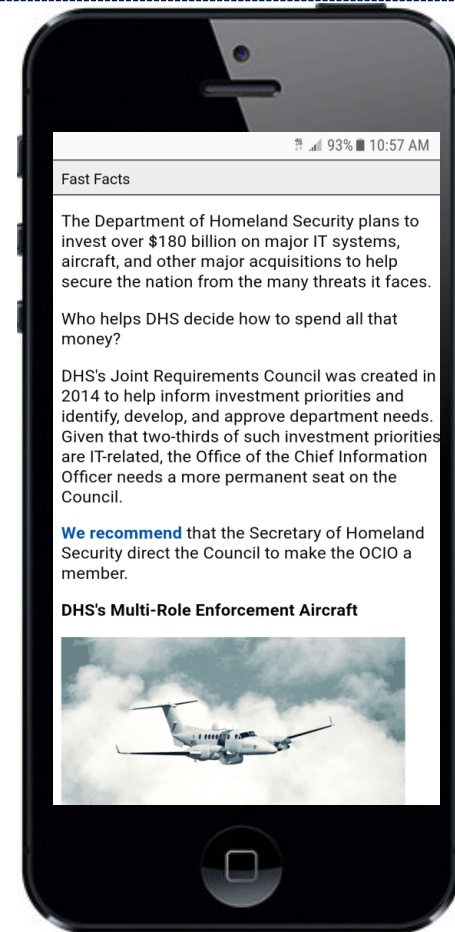 93% 10:57 AM
Fast Facts
The Department of Homeland Security plans to
invest over $180 billion on major IT systems,
aircraft, and other major acquisitions to help
secure the nation from the many threats it faces.
Who helps DHS decide how to spend all that
money?
DHS's Joint Requirements Council was created in
2014 to help inform investment priorities and
identify, develop, and approve department needs.
Given that two-thirds of such investment priorities
are IT-related, the Office of the Chief Information
Officer needs a more permanent seat on the
Council.
We recommend that the Secretary of Homeland
Security direct the Council to make the OCIO a
member.
DHS's Multi-Role Enforcement Aircraft